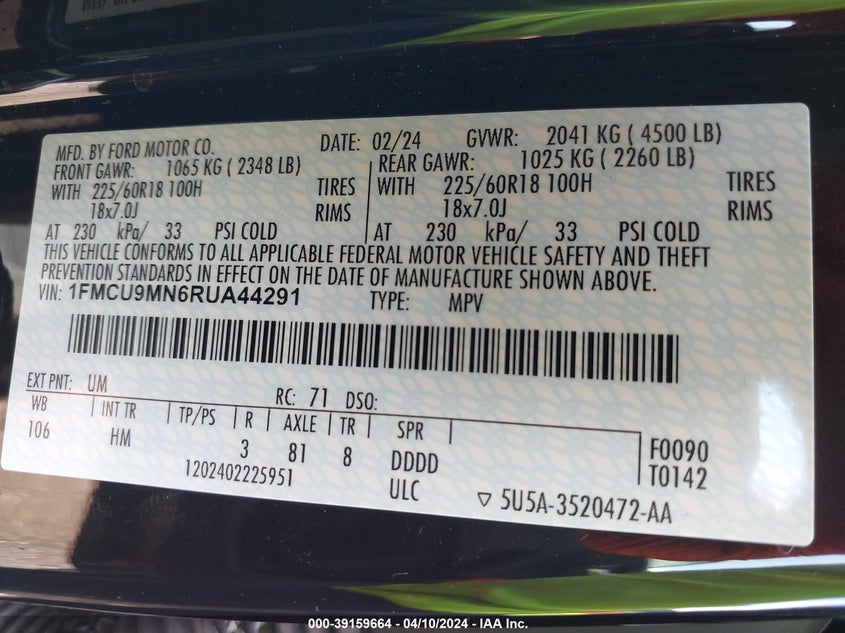 MFD. BY FORD MOTOR CO. DATE: 02/24 GVWR: 2041 KG ( 4500 LB)
FRONT GAWR: 1065 KG ( 2348 LB) REAR GAWR: 1025 KG ( 2260 LB)
WITH 225/60R18 100H TIRES WITH 225/60R18 100H TIRES
18x7.0J RIMS 18x7.0J RIMS
AT 230 kPa/ 33 PSI COLD AT 230 kPa/ 33 PSI COLD
THIS VEHICLE CONFORMS TO ALL APPLICABLE FEDERAL MOTOR VEHICLE SAFETY AND THEFT
PREVENTION STANDARDS IN EFFECT ON THE DATE OF MANUFACTURE SHOWN ABOVE.
VIN: 1FMCU9MN6RUA44291 TYPE: MPV
EXT PNT: UM RC: 71 DSO:
WB INT TR TP/PS R AXLE TR SPR
106 HM 3 81 8 DDDD F0090
1202402225951 ULC T0142
▽ 5U5A-3520472-AA
000-39159664 - 04/10/2024 - IAA Inc.